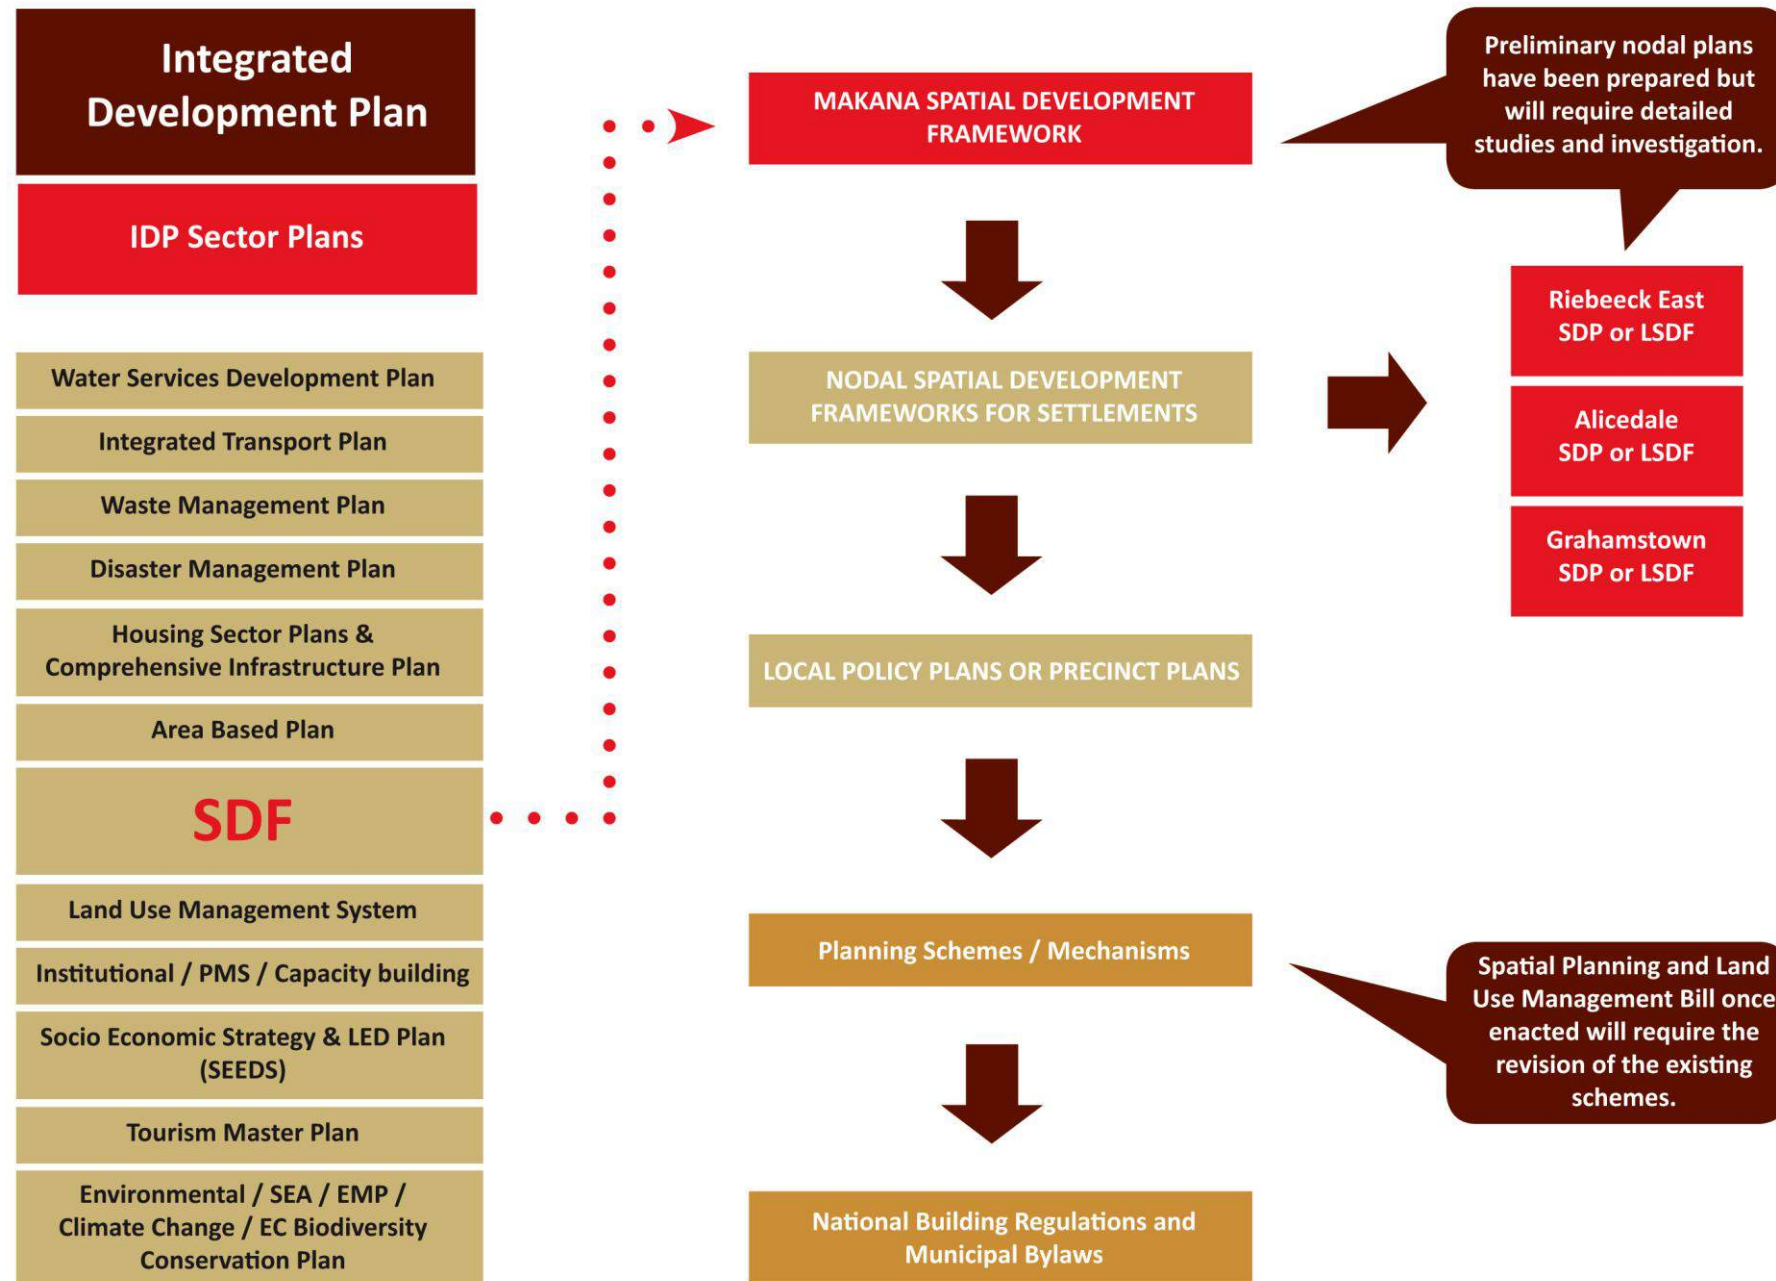 Integrated
Development Plan
IDP Sector Plans
Water Services Development Plan
Integrated Transport Plan
Waste Management Plan
Disaster Management Plan
Housing Sector Plans &
Comprehensive Infrastructure Plan
Area Based Plan
SDF
Land Use Management System
Institutional / PMS / Capacity building
Socio Economic Strategy & LED Plan
(SEEDS)
Tourism Master Plan
Environmental / SEA / EMP /
Climate Change / EC Biodiversity
Conservation Plan
MAKANA SPATIAL DEVELOPMENT
FRAMEWORK
NODAL SPATIAL DEVELOPMENT
FRAMEWORKS FOR SETTLEMENTS
LOCAL POLICY PLANS OR PRECINCT PLANS
Planning Schemes / Mechanisms
National Building Regulations and
Municipal Bylaws
Preliminary nodal plans
have been prepared but
will require detailed
studies and investigation.
Riebeeck East
SDP or LSDF
Alicedale
SDP or LSDF
Grahamstown
SDP or LSDF
Spatial Planning and Land
Use Management Bill once
enacted will require the
revision of the existing
schemes.